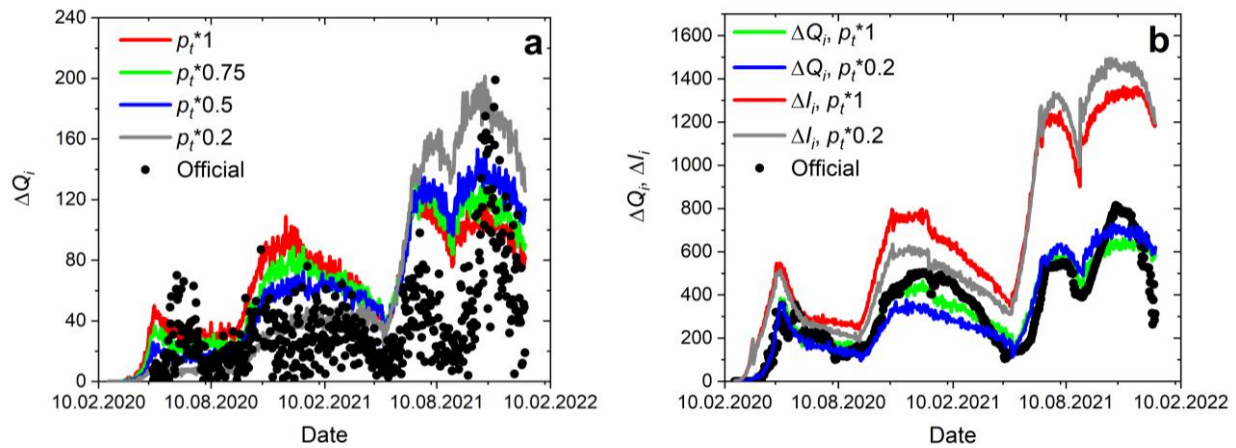 a
240
200
160
120
80
40
0
ΔQi
pt*1
pt*0.75
pt*0.5
pt*0.2
Official
10.02.2020 10.08.2020 10.02.2021 10.08.2021 10.02.2022
Date
b
1600
1400
1200
1000
800
600
400
200
0
ΔQi, ΔIi
ΔQi, pt*1
ΔQi, pt*0.2
ΔIi, pt*1
ΔIi, pt*0.2
Official
10.02.2020 10.08.2020 10.02.2021 10.08.2021 10.02.2022
Date